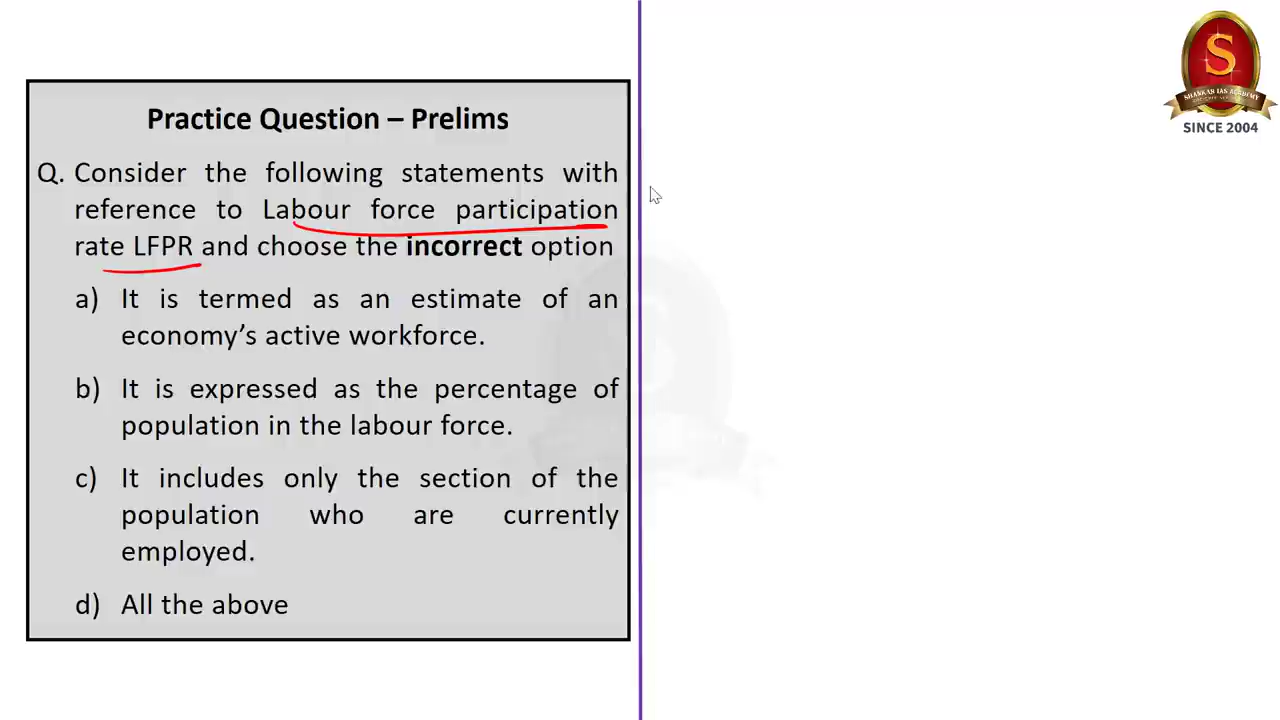 Practice Question – Prelims
Q. Consider the following statements with
reference to Labour force participation
rate LFPR and choose the incorrect option
a) It is termed as an estimate of an
economy's active workforce.
b) It is expressed as the percentage of
population in the labour force.
c) It includes only the section of the
population who are currently
employed.
d) All the above
S
SHANKAR IAS ACADEMY
SINCE 2004